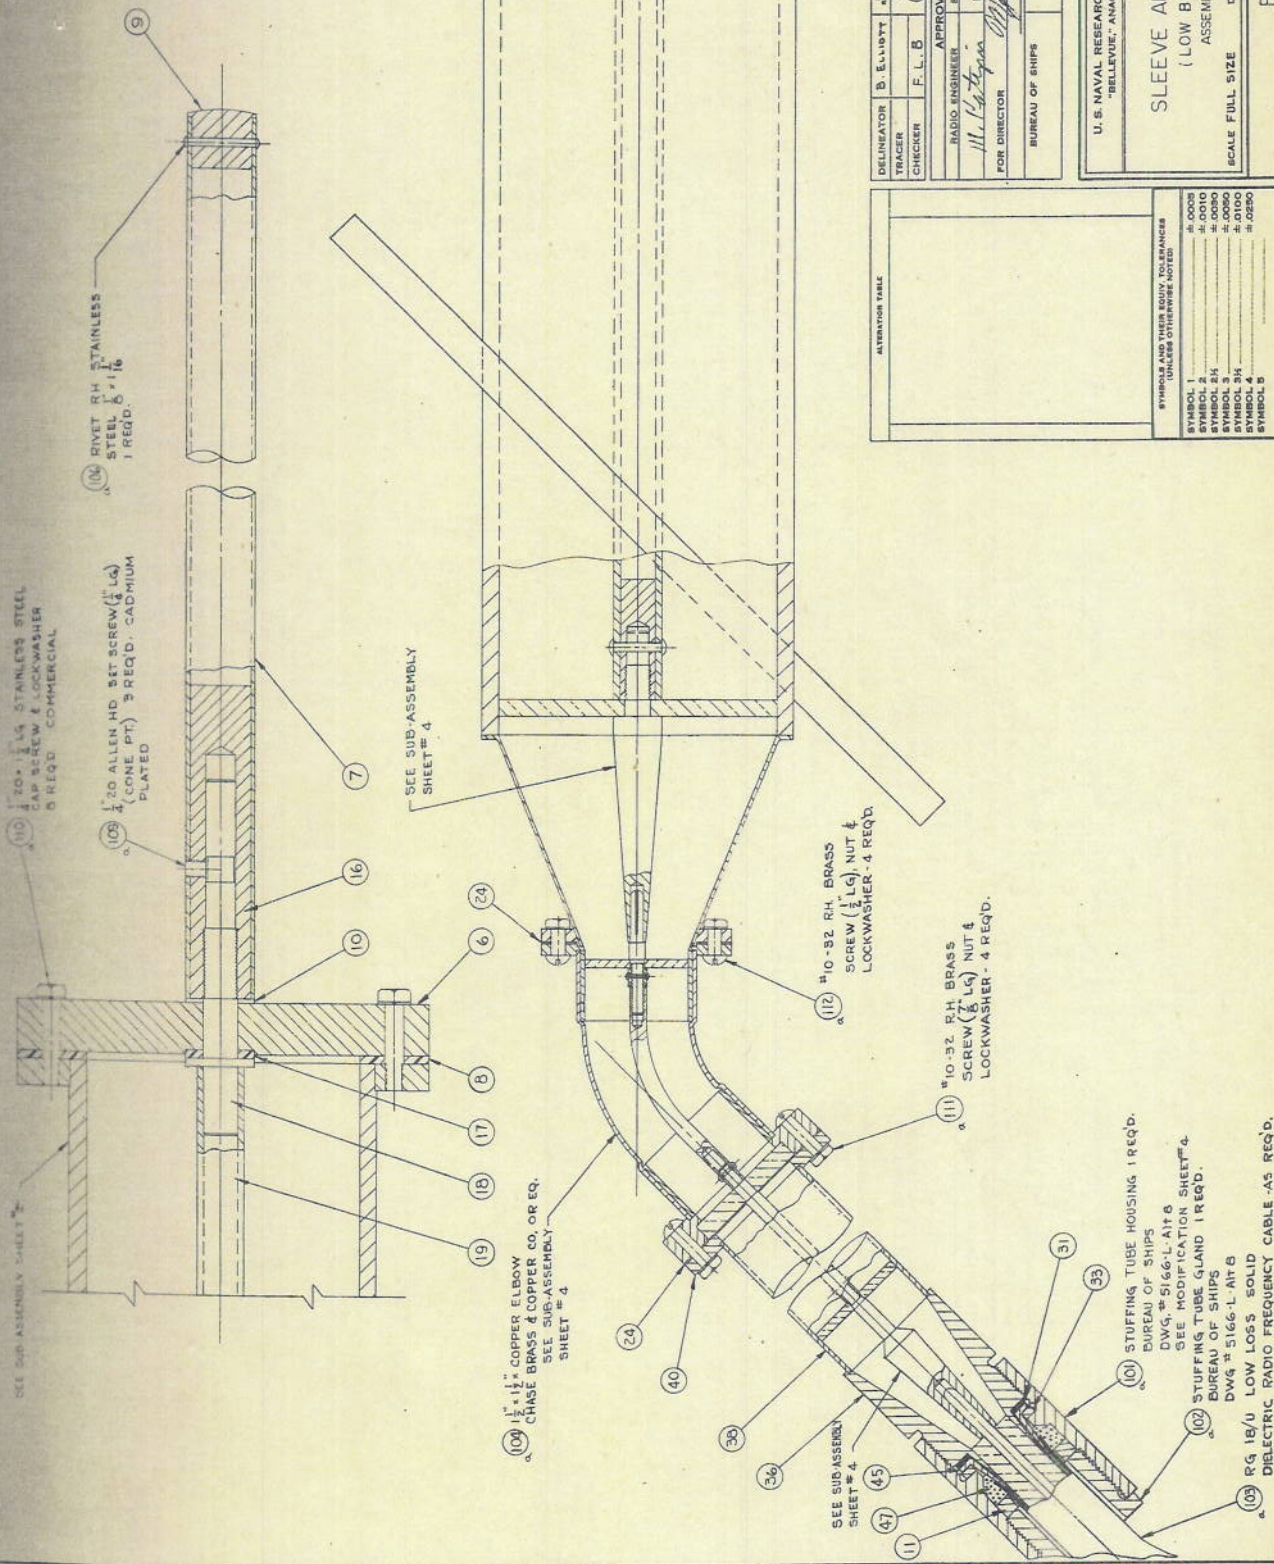 9
106 RIVET RH STAINLESS
a STEEL 1/8" x 1 1/16"
1 REQ'D.
110 1/4" 20 x 1 1/2 LG STAINLESS STEEL
a CAP SCREW & LOCKWASHER
8 REQ'D COMMERCIAL
1/4" 20 ALLEN HD SET SCREW (1/4" LG)
a (CONE PT.) 3 REQ'D. CADMIUM
PLATED
7
16
10
6
8
17
18
19
SEE SUB-ASSEMBLY SHEET #
SEE SUB-ASSEMBLY
SHEET # 4
24
112 #10-32 R.H. BRASS
a SCREW (1/2" LG), NUT &
LOCKWASHER - 4 REQ'D.
111 #10-32 R.H. BRASS
a SCREW (7/8" LG) NUT &
LOCKWASHER - 4 REQ'D.
104 1 1/2" x 1 1/2" x COPPER ELBOW
a CHASE BRASS & COPPER CO, OR EQ.
SEE SUB-ASSEMBLY
SHEET # 4
24
40
38
36
SEE SUB-ASSEMBLY
SHEET # 4
45
47
11
31
33
101 STUFFING TUBE HOUSING 1 REQ'D.
a BUREAU OF SHIPS
DWG. # 5166-L-Alt B
SEE MODIFICATION SHEET # 4
102 STUFFING TUBE GLAND 1 REQ'D.
a BUREAU OF SHIPS
DWG # 5166-L-Alt B
103 RG 18/U LOW LOSS SOLID
a DIELECTRIC RADIO FREQUENCY CABLE - AS REQ'D.
ALTERATION TABLE
SYMBOLS AND THEIR EQUIV. TOLERANCES
(UNLESS OTHERWISE NOTED)
SYMBOL 1 ± .0005
SYMBOL 2 ± .0010
SYMBOL 2½ ± .0030
SYMBOL 3 ± .0050
SYMBOL 3½ ± .0100
SYMBOL 4 ± .0250
SYMBOL 5
DELINEATOR B. ELLIOTT
TRACER
CHECKER F. L. B
APPROV
RADIO ENGINEER
FOR DIRECTOR
BUREAU OF SHIPS
U. S. NAVAL RESEARC
"BELLEVUE," ANA
SLEEVE A
(LOW B
ASSEM
SCALE FULL SIZE